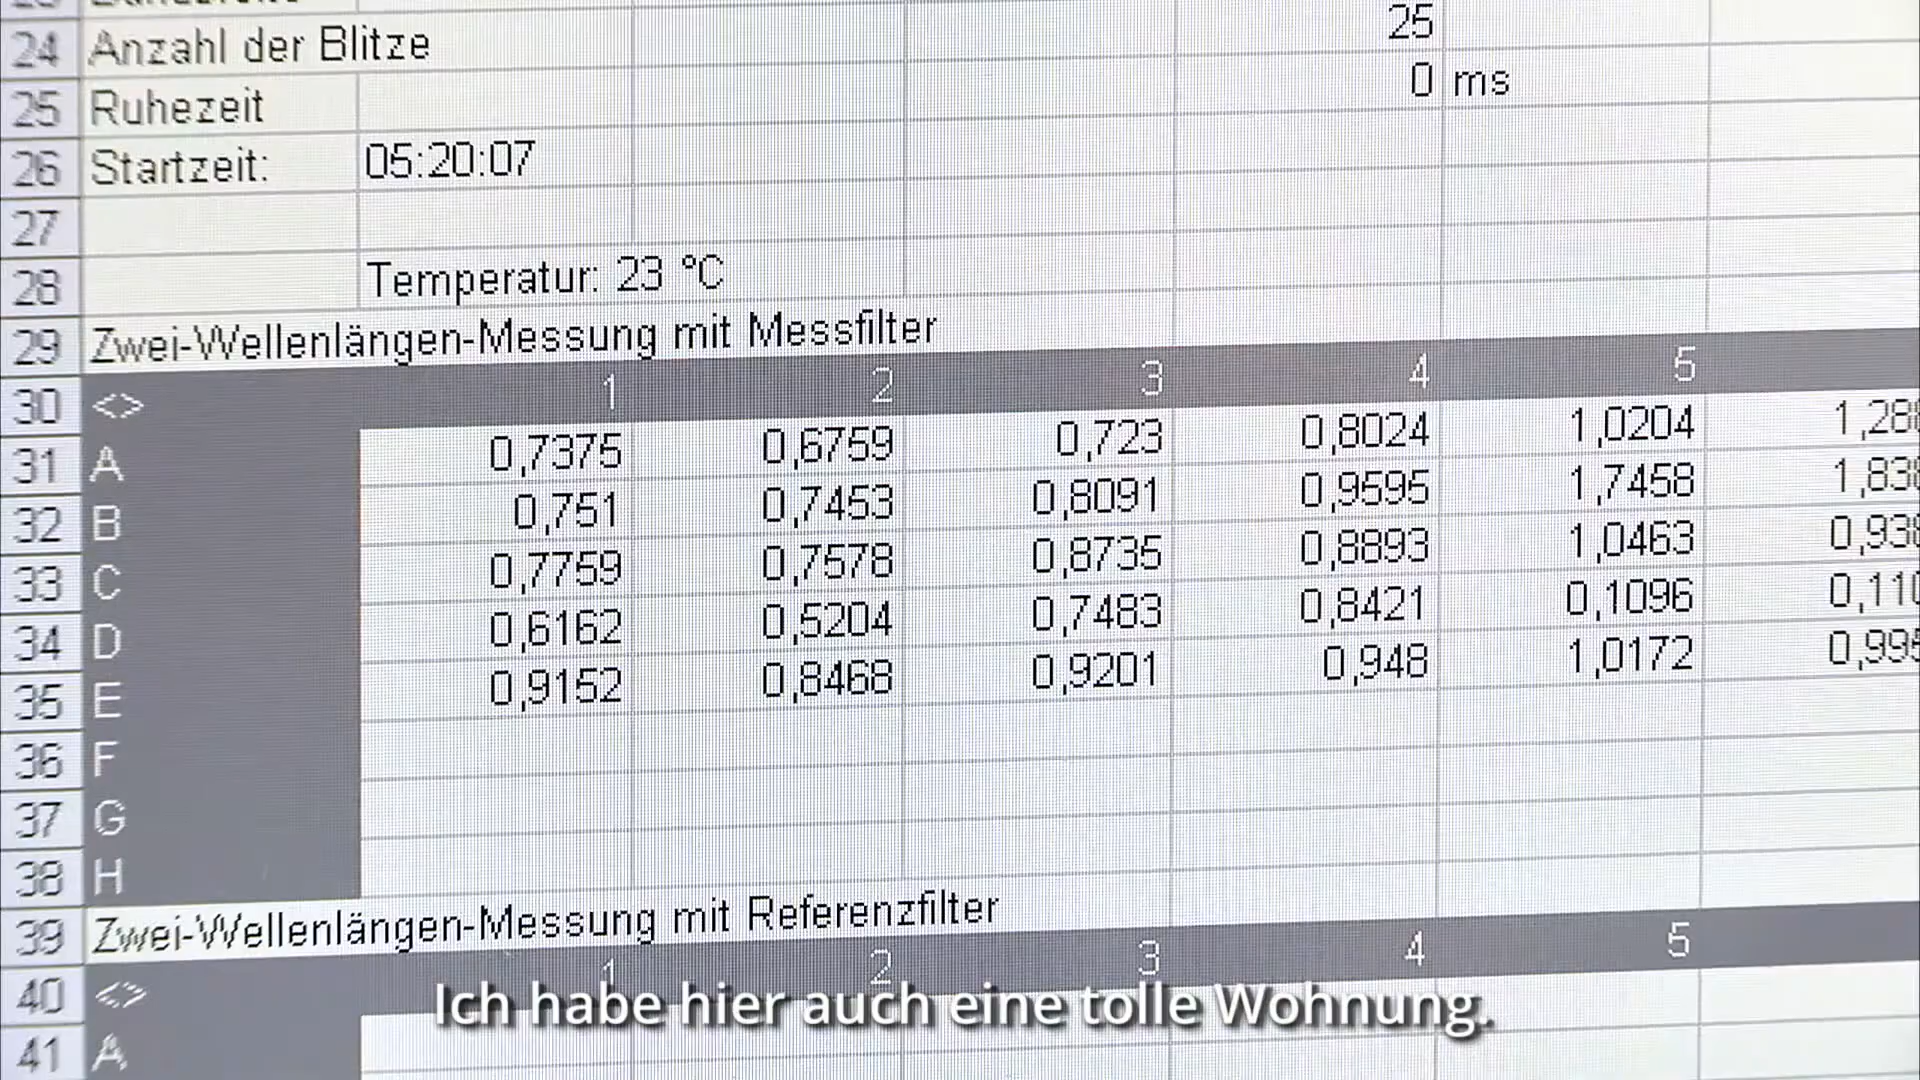 24 Anzahl der Blitze 25
25 Ruhezeit 0 ms
26 Startzeit: 05:20:07
27
28 Temperatur: 23 °C
29 Zwei-Wellenlängen-Messung mit Messfilter
30 <> 1 2 3 4 5
31 A 0,7375 0,6759 0,723 0,8024 1,0204
32 B 0,751 0,7453 0,8091 0,9595 1,7458
33 C 0,7759 0,7578 0,8735 0,8893 1,0463
34 D 0,6162 0,5204 0,7483 0,8421 0,1096
35 E 0,9152 0,8468 0,9201 0,948 1,0172
36 F
37 G
38 H
39 Zwei-Wellenlängen-Messung mit Referenzfilter
40 <> 1 2 3 4 5
41 A
Ich habe hier auch eine tolle Wohnung.